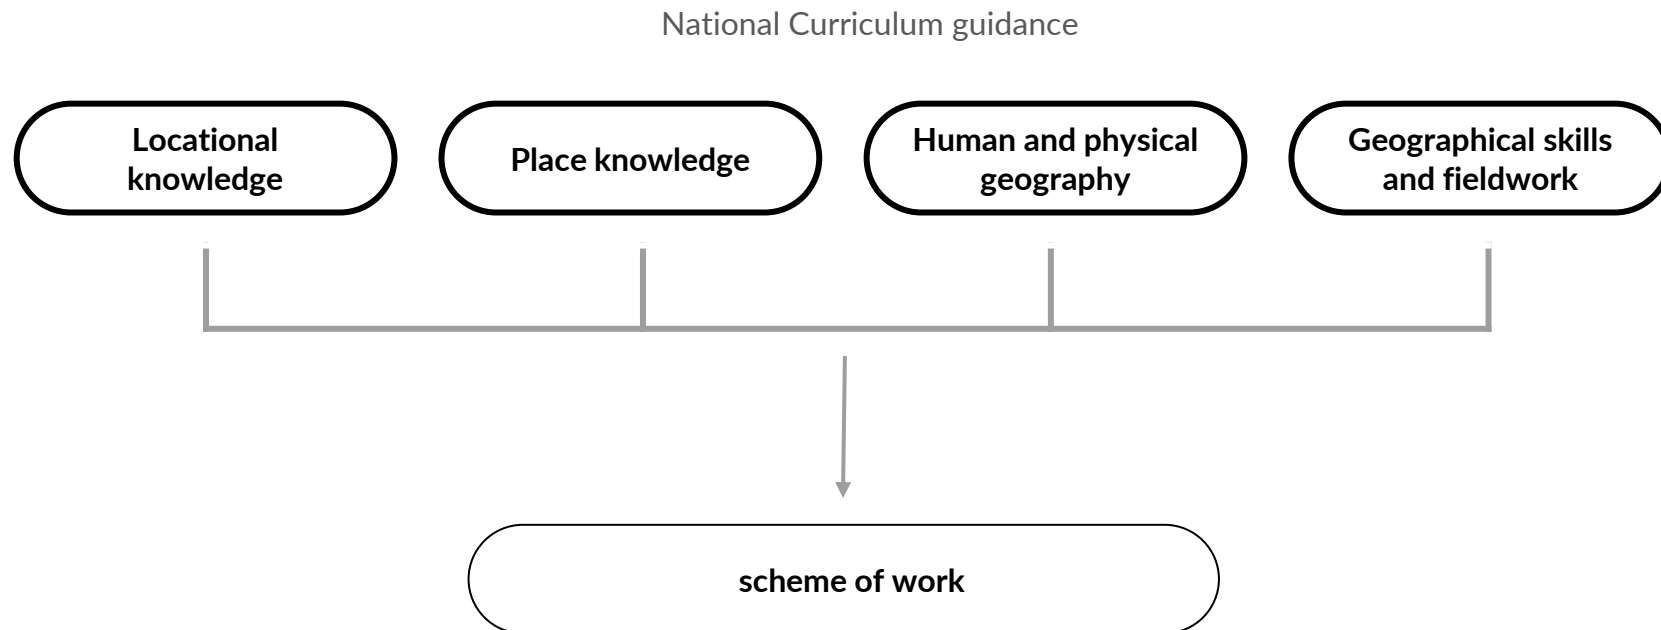 National Curriculum guidance
Locational
knowledge
Place knowledge
Human and physical
geography
Geographical skills
and fieldwork
scheme of work